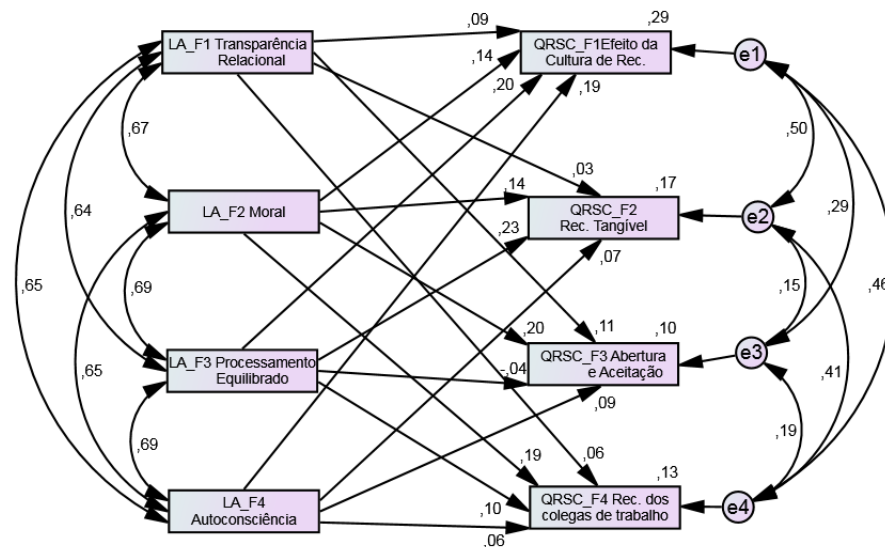 ,09
,29
LA_F1 Transparência
Relacional
QRSC_F1Efeito da
Cultura de Rec.
e1
,14
,20
,19
,67
,50
,03
,17
LA_F2 Moral
,14
QRSC_F2
Rec. Tangível
e2
,64
,23
,29
,07
,65
,69
,15
,46
,20
,11
,10
LA_F3 Processamento
Equilibrado
QRSC_F3 Abertura
e Aceitação
e3
-,04
,65
,41
,09
,69
,19
,19
,06
,13
LA_F4
Autoconsciência
,10
QRSC_F4 Rec. dos
colegas de trabalho
e4
,06